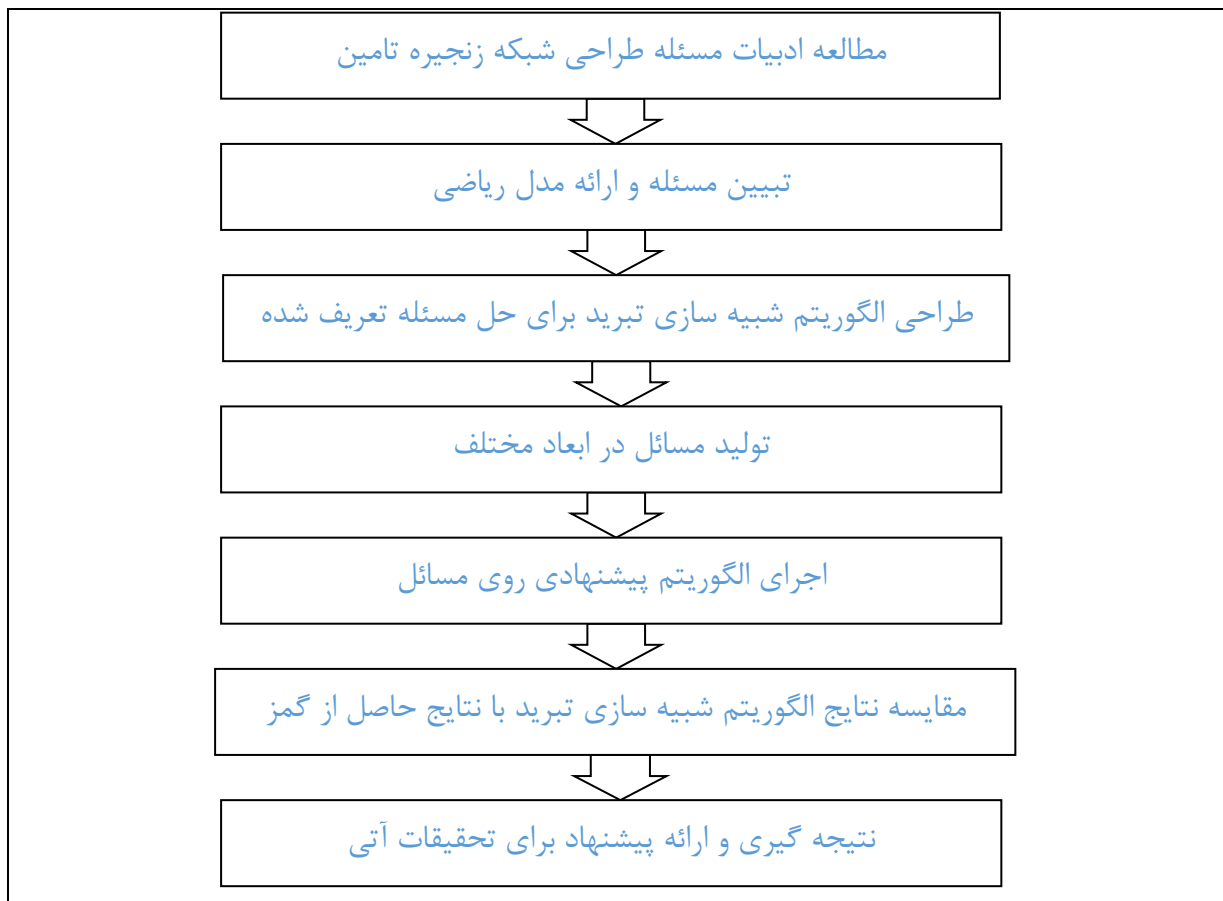 مطالعه ادبیات مسئله طراحی شبکه زنجیره تامین
تبیین مسئله و ارائه مدل ریاضی
طراحی الگوریتم شبیه سازی تبرید برای حل مسئله تعریف شده
تولید مسائل در ابعاد مختلف
اجرای الگوریتم پیشنهادی روی مسائل
مقایسه نتایج الگوریتم شبیه سازی تبرید با نتایج حاصل از گمز
نتیجه گیری و ارائه پیشنهاد برای تحقیقات آتی